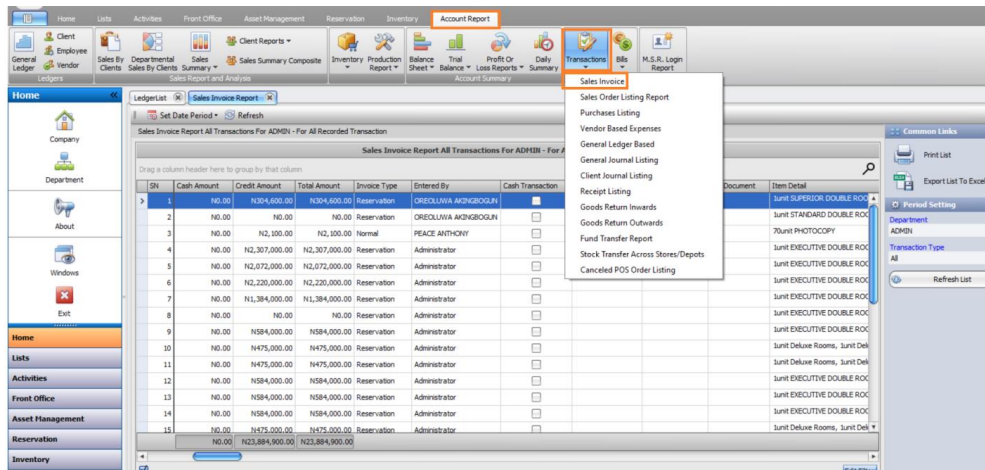 Home Lists Activities Front Office Asset Management Reservation Inventory Account Report
General Ledger
Client
Employee
Vendor
Sales By Clients
Departmental Sales By Clients
Sales Summary
Client Reports
Sales Summary Composite
Inventory
Production Report
Balance Sheet
Trial Balance
Profit Or Loss Reports
Daily Summary
Transactions
Bills
M.S.R. Login Report
Ledgers Sales Report and Analysis Account Summary
Sales Invoice
Sales Order Listing Report
Purchases Listing
Vendor Based Expenses
General Ledger Based
General Journal Listing
Client Journal Listing
Receipt Listing
Goods Return Inwards
Goods Return Outwards
Fund Transfer Report
Stock Transfer Across Stores/Depots
Canceled POS Order Listing
Home
Company
Department
About
Windows
Exit
Home
Lists
Activities
Front Office
Asset Management
Reservation
Inventory
LedgerList Sales Invoice Report
Set Date Period Refresh
Sales Invoice Report All Transactions For ADMIN - For All Recorded Transaction
Sales Invoice Report All Transactions For ADMIN - For A
Drag a column header here to group by that column
SN Cash Amount Credit Amount Total Amount Invoice Type Entered By Cash Transaction Document Item Detail
1 N0.00 N304,600.00 N304,600.00 Reservation OREOLUWA AKINGBOGUN 1unit SUPERIOR DOUBLE ROO
2 N0.00 N0.00 N0.00 Reservation OREOLUWA AKINGBOGUN 1unit STANDARD DOUBLE ROO
3 N0.00 N2,100.00 N2,100.00 Normal PEACE ANTHONY 70unit PHOTOCOPY
4 N0.00 N2,307,000.00 N2,307,000.00 Reservation Administrator 1unit EXECUTIVE DOUBLE ROO
5 N0.00 N2,072,000.00 N2,072,000.00 Reservation Administrator 1unit EXECUTIVE DOUBLE ROO
6 N0.00 N2,220,000.00 N2,220,000.00 Reservation Administrator 1unit EXECUTIVE DOUBLE ROO
7 N0.00 N1,384,000.00 N1,384,000.00 Reservation Administrator 1unit EXECUTIVE DOUBLE ROO
8 N0.00 N0.00 N0.00 Reservation Administrator 1unit EXECUTIVE DOUBLE ROO
9 N0.00 N584,000.00 N584,000.00 Reservation Administrator 1unit EXECUTIVE DOUBLE ROO
10 N0.00 N475,000.00 N475,000.00 Reservation Administrator 1unit Deluxe Rooms, 1unit Del
11 N0.00 N475,000.00 N475,000.00 Reservation Administrator 1unit Deluxe Rooms, 1unit Del
12 N0.00 N584,000.00 N584,000.00 Reservation Administrator 1unit EXECUTIVE DOUBLE ROO
13 N0.00 N584,000.00 N584,000.00 Reservation Administrator 1unit EXECUTIVE DOUBLE ROO
14 N0.00 N584,000.00 N584,000.00 Reservation Administrator 1unit EXECUTIVE DOUBLE ROO
15 N0.00 N475,000.00 N475,000.00 Reservation Administrator 1unit Deluxe Rooms, 1unit Del
N0.00 N23,884,900.00 N23,884,900.00
Common Links
Print List
Export List To Excel
Period Setting
Department
ADMIN
Transaction Type
All
Refresh List